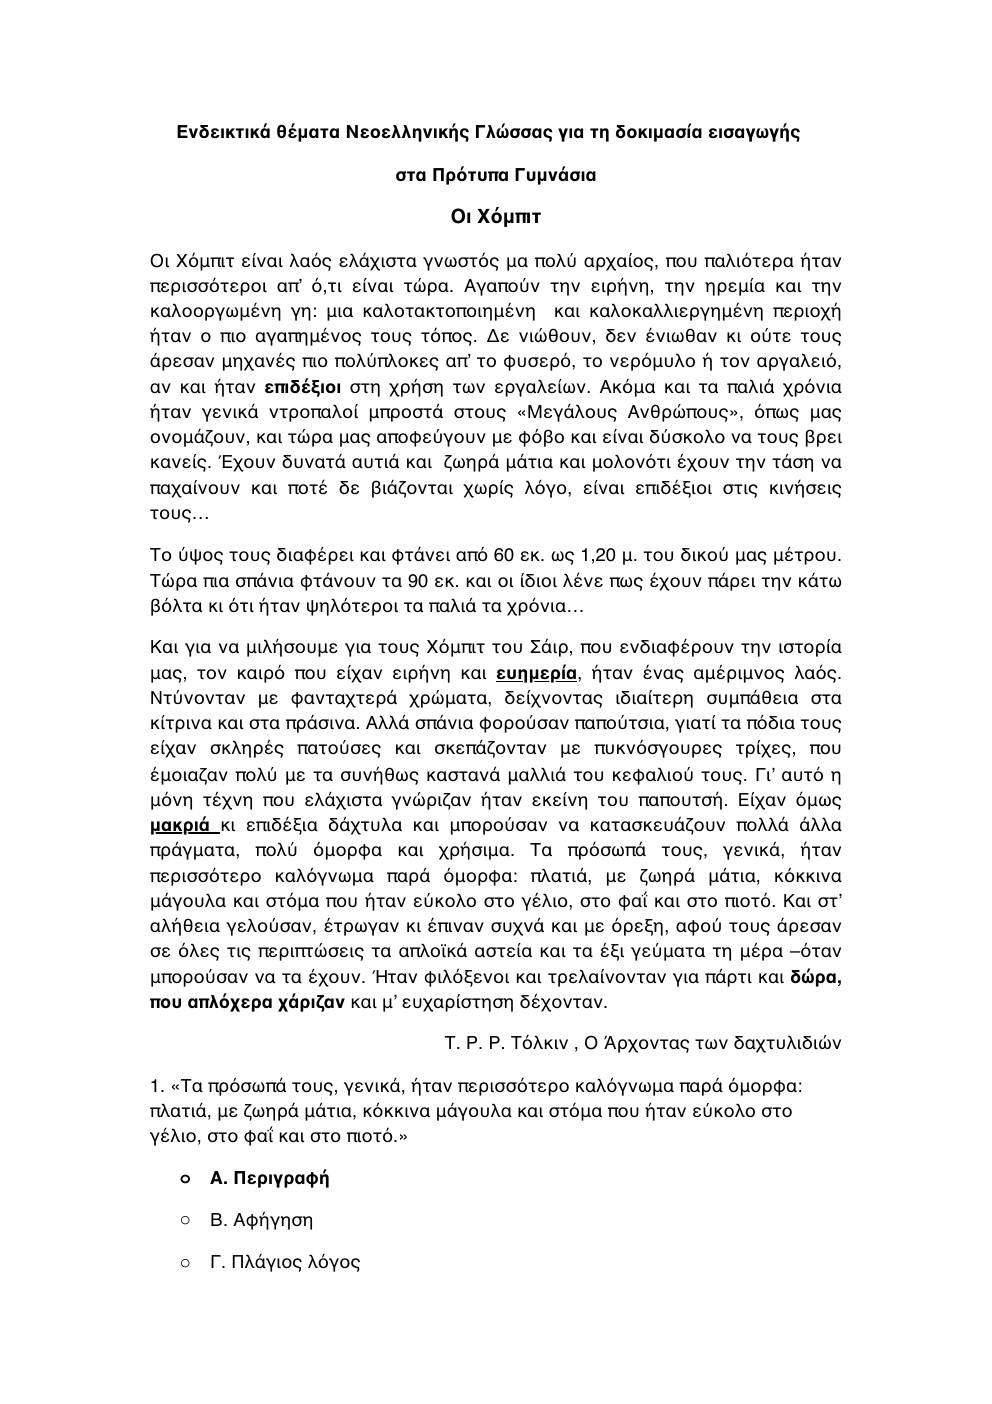 Ενδεικτικά θέματα Νεοελληνικής Γλώσσας για τη δοκιμασία εισαγωγής
στα Πρότυπα Γυμνάσια
Οι Χόμπιτ
Οι Χόμπιτ είναι λαός ελάχιστα γνωστός μα πολύ αρχαίος, που παλιότερα ήταν
περισσότεροι απ’ ό,τι είναι τώρα. Αγαπούν την ειρήνη, την ηρεμία και την
καλοοργωμένη γη: μια καλοτακτοποιημένη και καλοκαλλιεργημένη περιοχή
ήταν ο πιο αγαπημένος τους τόπος. Δε νιώθουν, δεν ένιωθαν κι ούτε τους
άρεσαν μηχανές πιο πολύπλοκες απ’ το φυσερό, το νερόμυλο ή τον αργαλειό,
αν και ήταν επιδέξιοι στη χρήση των εργαλείων. Ακόμα και τα παλιά χρόνια
ήταν γενικά ντροπαλοί μπροστά στους «Μεγάλους Ανθρώπους», όπως μας
ονομάζουν, και τώρα μας αποφεύγουν με φόβο και είναι δύσκολο να τους βρει
κανείς. Έχουν δυνατά αυτιά και ζωηρά μάτια και μολονότι έχουν την τάση να
παχαίνουν και ποτέ δε βιάζονται χωρίς λόγο, είναι επιδέξιοι στις κινήσεις
τους…
Το ύψος τους διαφέρει και φτάνει από 60 εκ. ως 1,20 μ. του δικού μας μέτρου.
Τώρα πια σπάνια φτάνουν τα 90 εκ. και οι ίδιοι λένε πως έχουν πάρει την κάτω
βόλτα κι ότι ήταν ψηλότεροι τα παλιά τα χρόνια…
Και για να μιλήσουμε για τους Χόμπιτ του Σάιρ, που ενδιαφέρουν την ιστορία
μας, τον καιρό που είχαν ειρήνη και ευημερία, ήταν ένας αμέριμνος λαός.
Ντύνονταν με φανταχτερά χρώματα, δείχνοντας ιδιαίτερη συμπάθεια στα
κίτρινα και στα πράσινα. Αλλά σπάνια φορούσαν παπούτσια, γιατί τα πόδια τους
είχαν σκληρές πατούσες και σκεπάζονταν με πυκνόσγουρες τρίχες, που
έμοιαζαν πολύ με τα συνήθως καστανά μαλλιά του κεφαλιού τους. Γι’ αυτό η
μόνη τέχνη που ελάχιστα γνώριζαν ήταν εκείνη του παπουτσή. Είχαν όμως
μακριά κι επιδέξια δάχτυλα και μπορούσαν να κατασκευάζουν πολλά άλλα
πράγματα, πολύ όμορφα και χρήσιμα. Τα πρόσωπά τους, γενικά, ήταν
περισσότερο καλόγνωμα παρά όμορφα: πλατιά, με ζωηρά μάτια, κόκκινα
μάγουλα και στόμα που ήταν εύκολο στο γέλιο, στο φαΐ και στο πιοτό. Και στ’
αλήθεια γελούσαν, έτρωγαν κι έπιναν συχνά και με όρεξη, αφού τους άρεσαν
σε όλες τις περιπτώσεις τα απλοϊκά αστεία και τα έξι γεύματα τη μέρα –όταν
μπορούσαν να τα έχουν. Ήταν φιλόξενοι και τρελαίνονταν για πάρτι και δώρα,
που απλόχερα χάριζαν και μ’ ευχαρίστηση δέχονταν.
Τ. Ρ. Ρ. Τόλκιν , Ο Άρχοντας των δαχτυλιδιών
1. «Τα πρόσωπά τους, γενικά, ήταν περισσότερο καλόγνωμα παρά όμορφα:
πλατιά, με ζωηρά μάτια, κόκκινα μάγουλα και στόμα που ήταν εύκολο στο
γέλιο, στο φαΐ και στο πιοτό.»
○ Α. Περιγραφή
○ Β. Αφήγηση
○ Γ. Πλάγιος λόγος